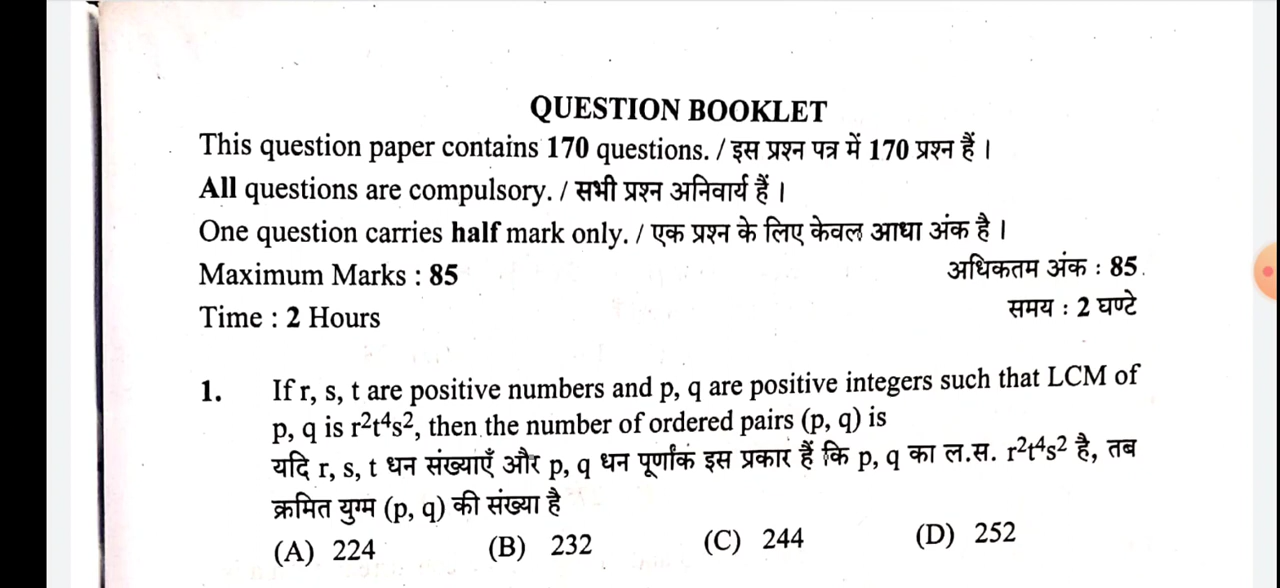 QUESTION BOOKLET
This question paper contains 170 questions. / इस प्रश्न पत्र में 170 प्रश्न हैं ।
All questions are compulsory. / सभी प्रश्न अनिवार्य हैं ।
One question carries half mark only. / एक प्रश्न के लिए केवल आधा अंक है ।
Maximum Marks : 85 अधिकतम अंक : 85
Time : 2 Hours समय : 2 घण्टे
1. If r, s, t are positive numbers and p, q are positive integers such that LCM of
p, q is r²t⁴s², then the number of ordered pairs (p, q) is
यदि r, s, t धन संख्याएँ और p, q धन पूर्णांक इस प्रकार हैं कि p, q का ल.स. r²t⁴s² है, तब
क्रमित युग्म (p, q) की संख्या है
(A) 224 (B) 232 (C) 244 (D) 252